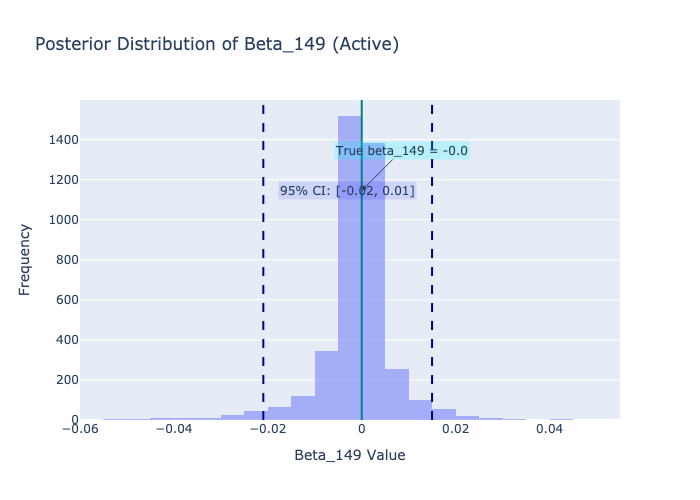 Posterior Distribution of Beta_149 (Active)
1400
1200
1000
800
600
400
200
0
Frequency
True beta_149 = -0.0
95% CI: [-0.02, 0.01]
−0.06
−0.04
−0.02
0
0.02
0.04
Beta_149 Value